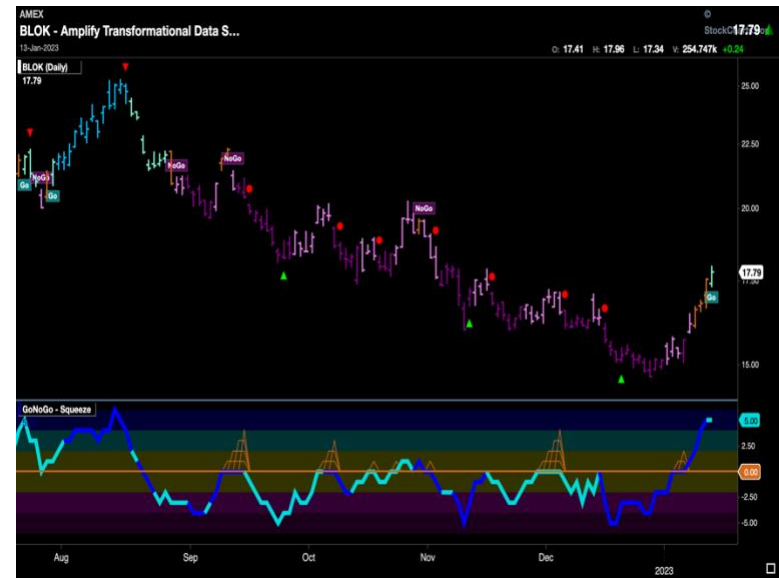 AMEX
©
BLOK - Amplify Transformational Data S...
17.79
13-Jan-2023
O: 17.41 H: 17.96 L: 17.34 V: 254.747k +0.24
BLOK (Daily)
17.79
25.00
22.50
NoGo
NoGo
NoGo
Go
Go
NoGo
20.00
17.79
17.50
Go
15.00
GoNoGo - Squeeze
5.00
2.50
0.00
-2.50
-5.00
Aug Sep Oct Nov Dec 2023